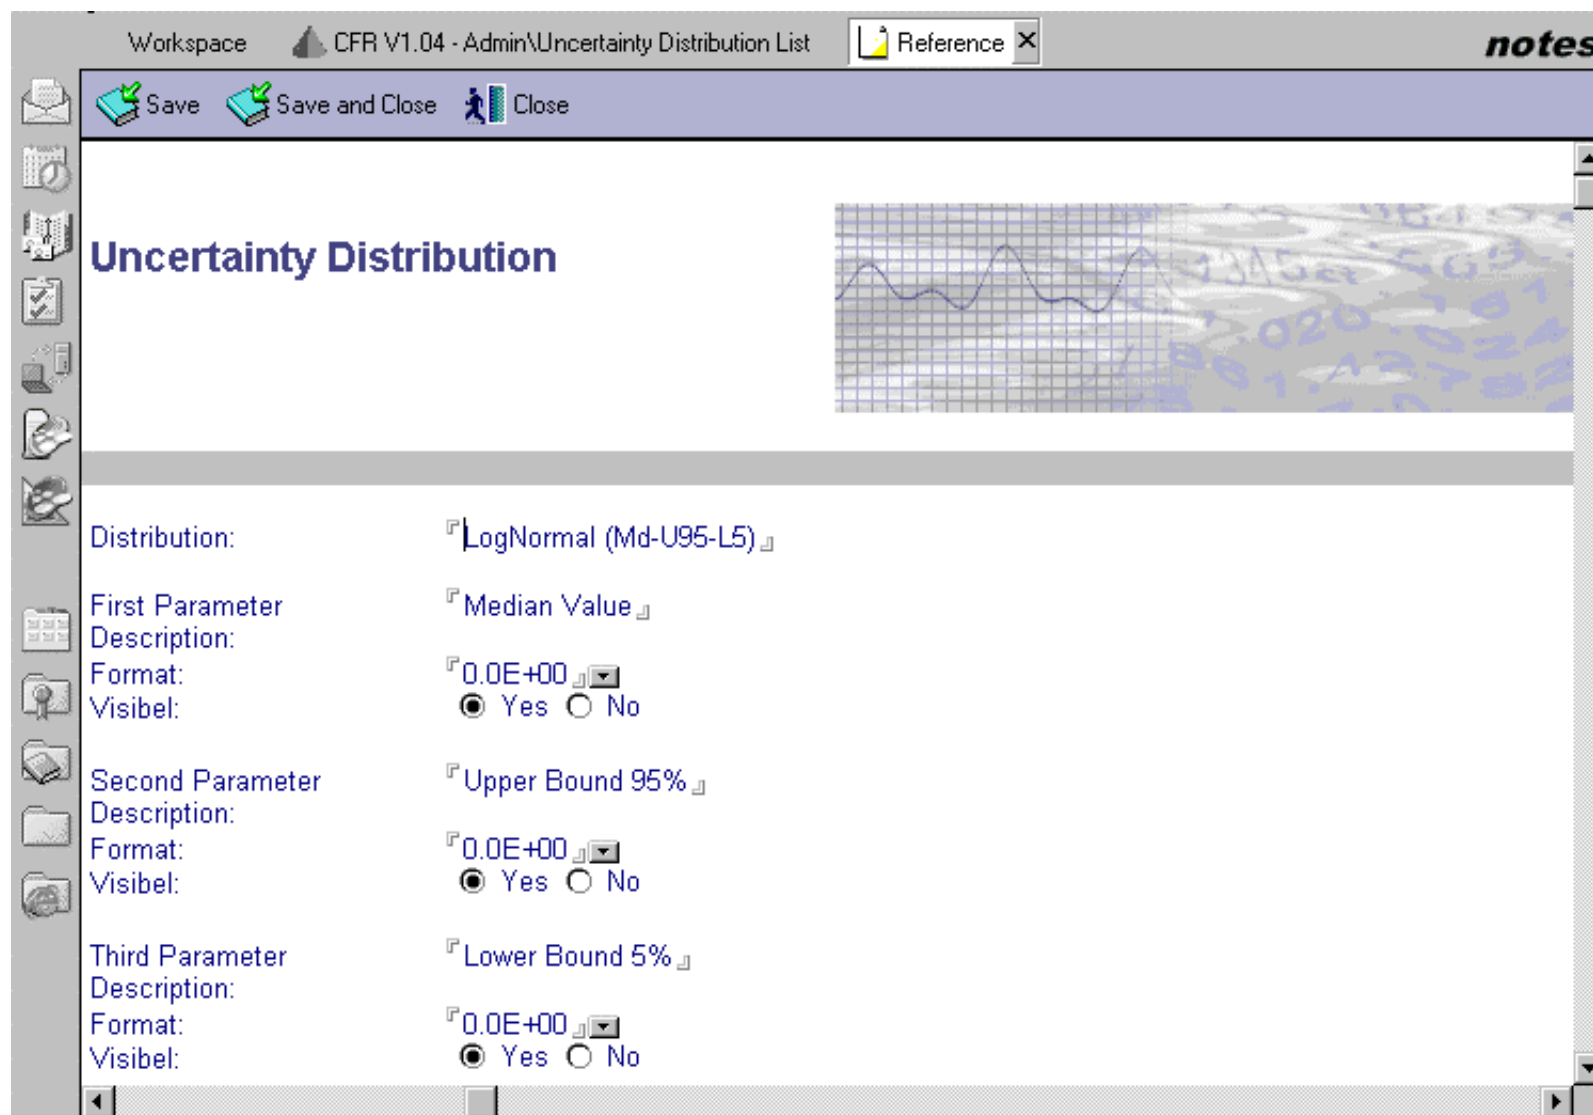 Workspace CFR V1.04 - Admin\Uncertainty Distribution List Reference notes
Save Save and Close Close
Uncertainty Distribution
Distribution: LogNormal (Md-U95-L5)
First Parameter Median Value
Description:
Format: 0.0E+00
Visibel: Yes No
Second Parameter Upper Bound 95%
Description:
Format: 0.0E+00
Visibel: Yes No
Third Parameter Lower Bound 5%
Description:
Format: 0.0E+00
Visibel: Yes No